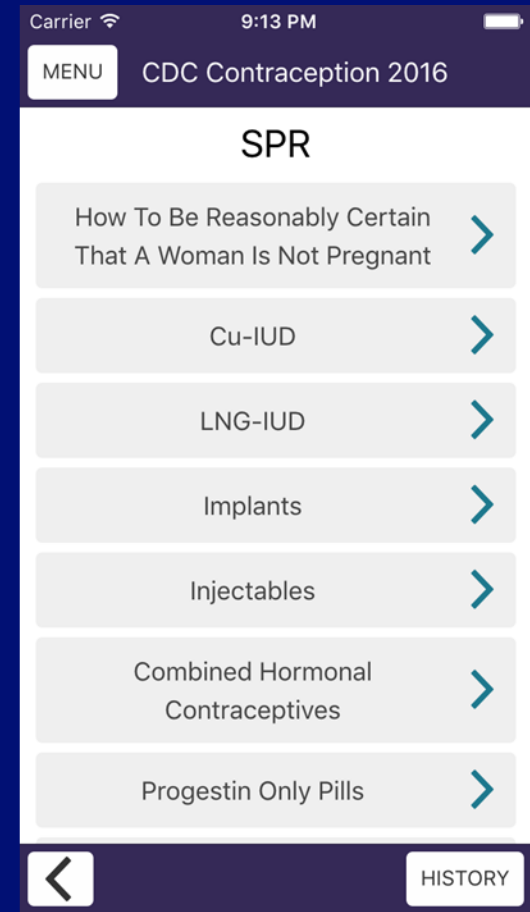 Carrier 9:13 PM
MENU CDC Contraception 2016
SPR
How To Be Reasonably Certain
That A Woman Is Not Pregnant
Cu-IUD
LNG-IUD
Implants
Injectables
Combined Hormonal
Contraceptives
Progestin Only Pills
HISTORY